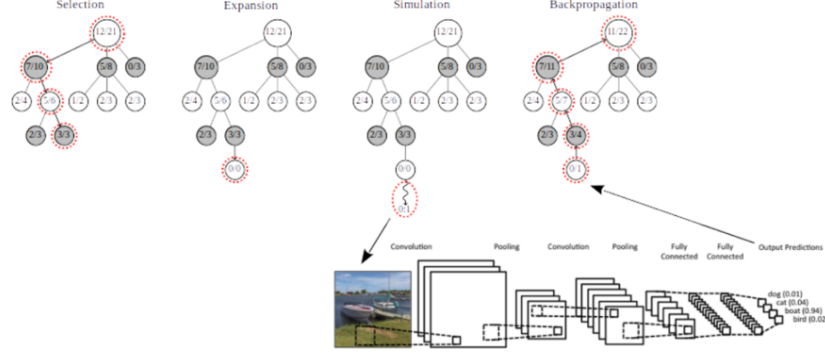 Selection Expansion Simulation Backpropagation
12/21 12/21 12/21 11/22
7/10 5/8 0/3 7/10 5/8 0/3 7/10 5/8 0/3 7/11 5/8 0/3
2/4 5/6 1/2 2/3 2/3 2/4 5/6 1/2 2/3 2/3 2/4 5/6 1/2 2/3 2/3 2/4 5/7 1/2 2/3 2/3
2/3 3/3 2/3 3/3 2/3 3/3 2/3 3/4
0/0 0/0 0/1
0:1
Convolution Pooling Convolution Pooling Fully Connected Fully Connected Output Predictions
dog (0.01)
cat (0.04)
boat (0.94)
bird (0.02